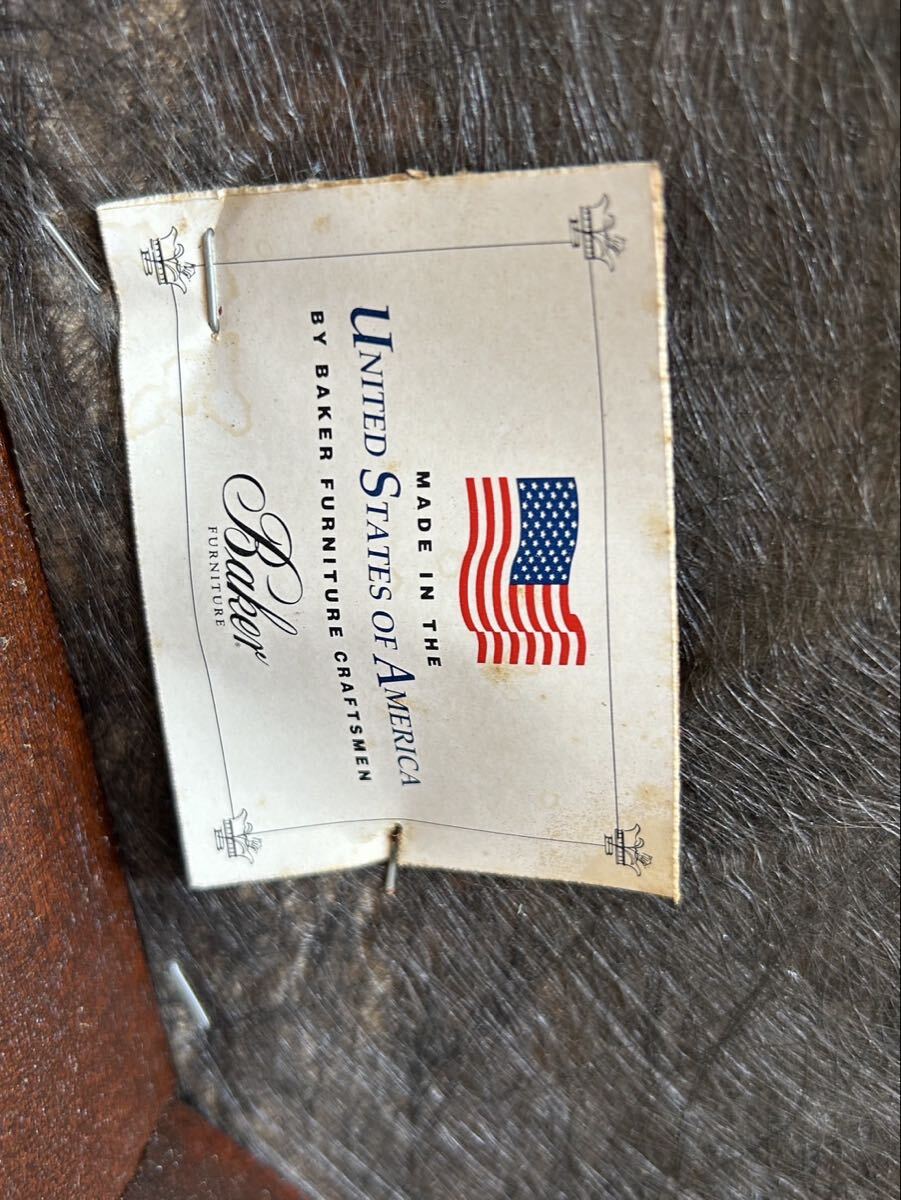 MADE IN THE
UNITED STATES OF AMERICA
BY BAKER FURNITURE CRAFTSMEN
Baker
FURNITURE